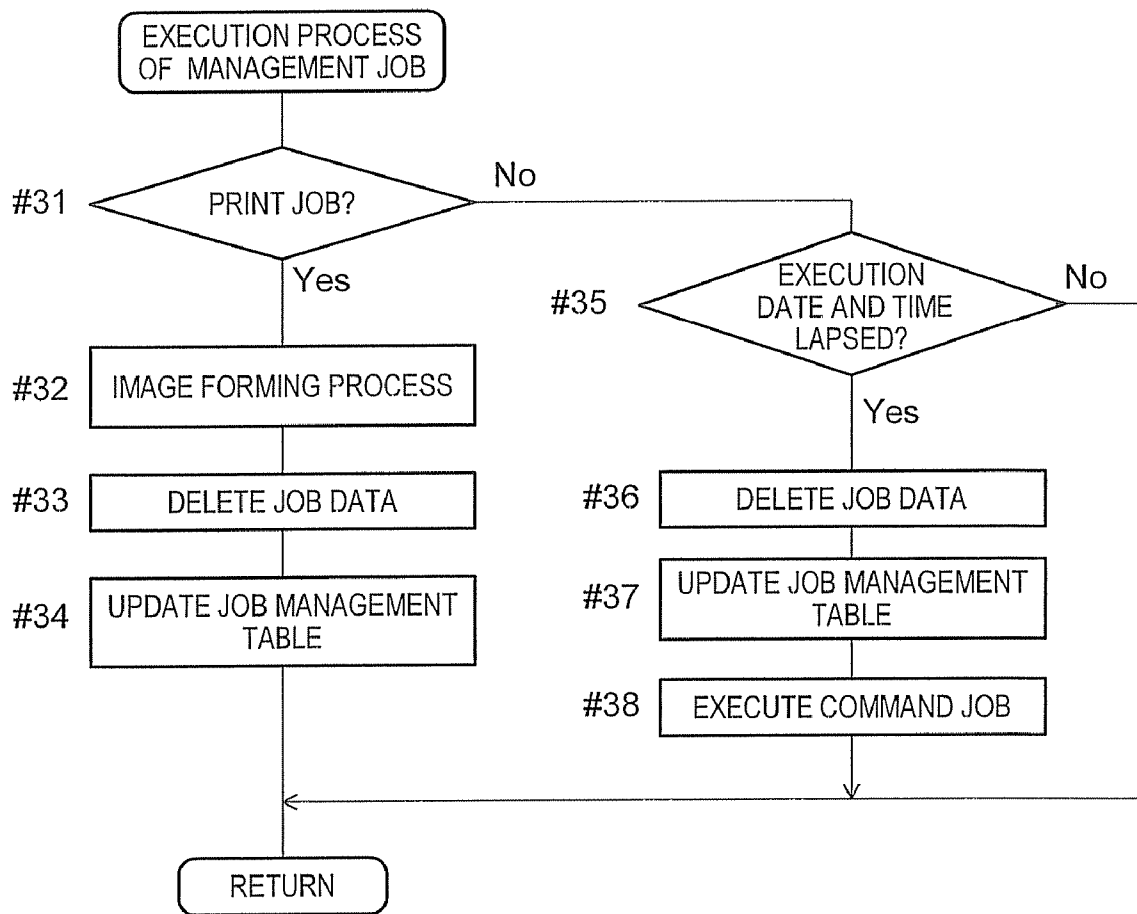 EXECUTION PROCESS
OF MANAGEMENT JOB
#31
PRINT JOB?
No
Yes
#35
EXECUTION
DATE AND TIME
LAPSED?
No
Yes
#32
IMAGE FORMING PROCESS
#33
DELETE JOB DATA
#34
UPDATE JOB MANAGEMENT
TABLE
#36
DELETE JOB DATA
#37
UPDATE JOB MANAGEMENT
TABLE
#38
EXECUTE COMMAND JOB
RETURN